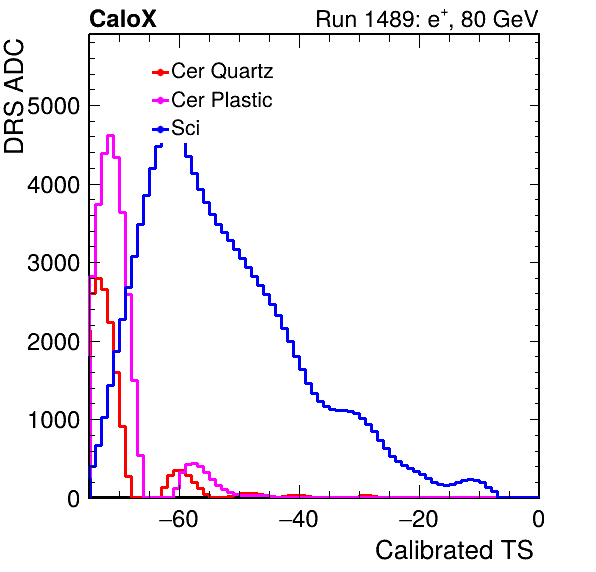 CaloX Run 1489: e⁺, 80 GeV
DRS ADC
Cer Quartz
Cer Plastic
Sci
5000
4000
3000
2000
1000
0
−60 −40 −20 0
Calibrated TS